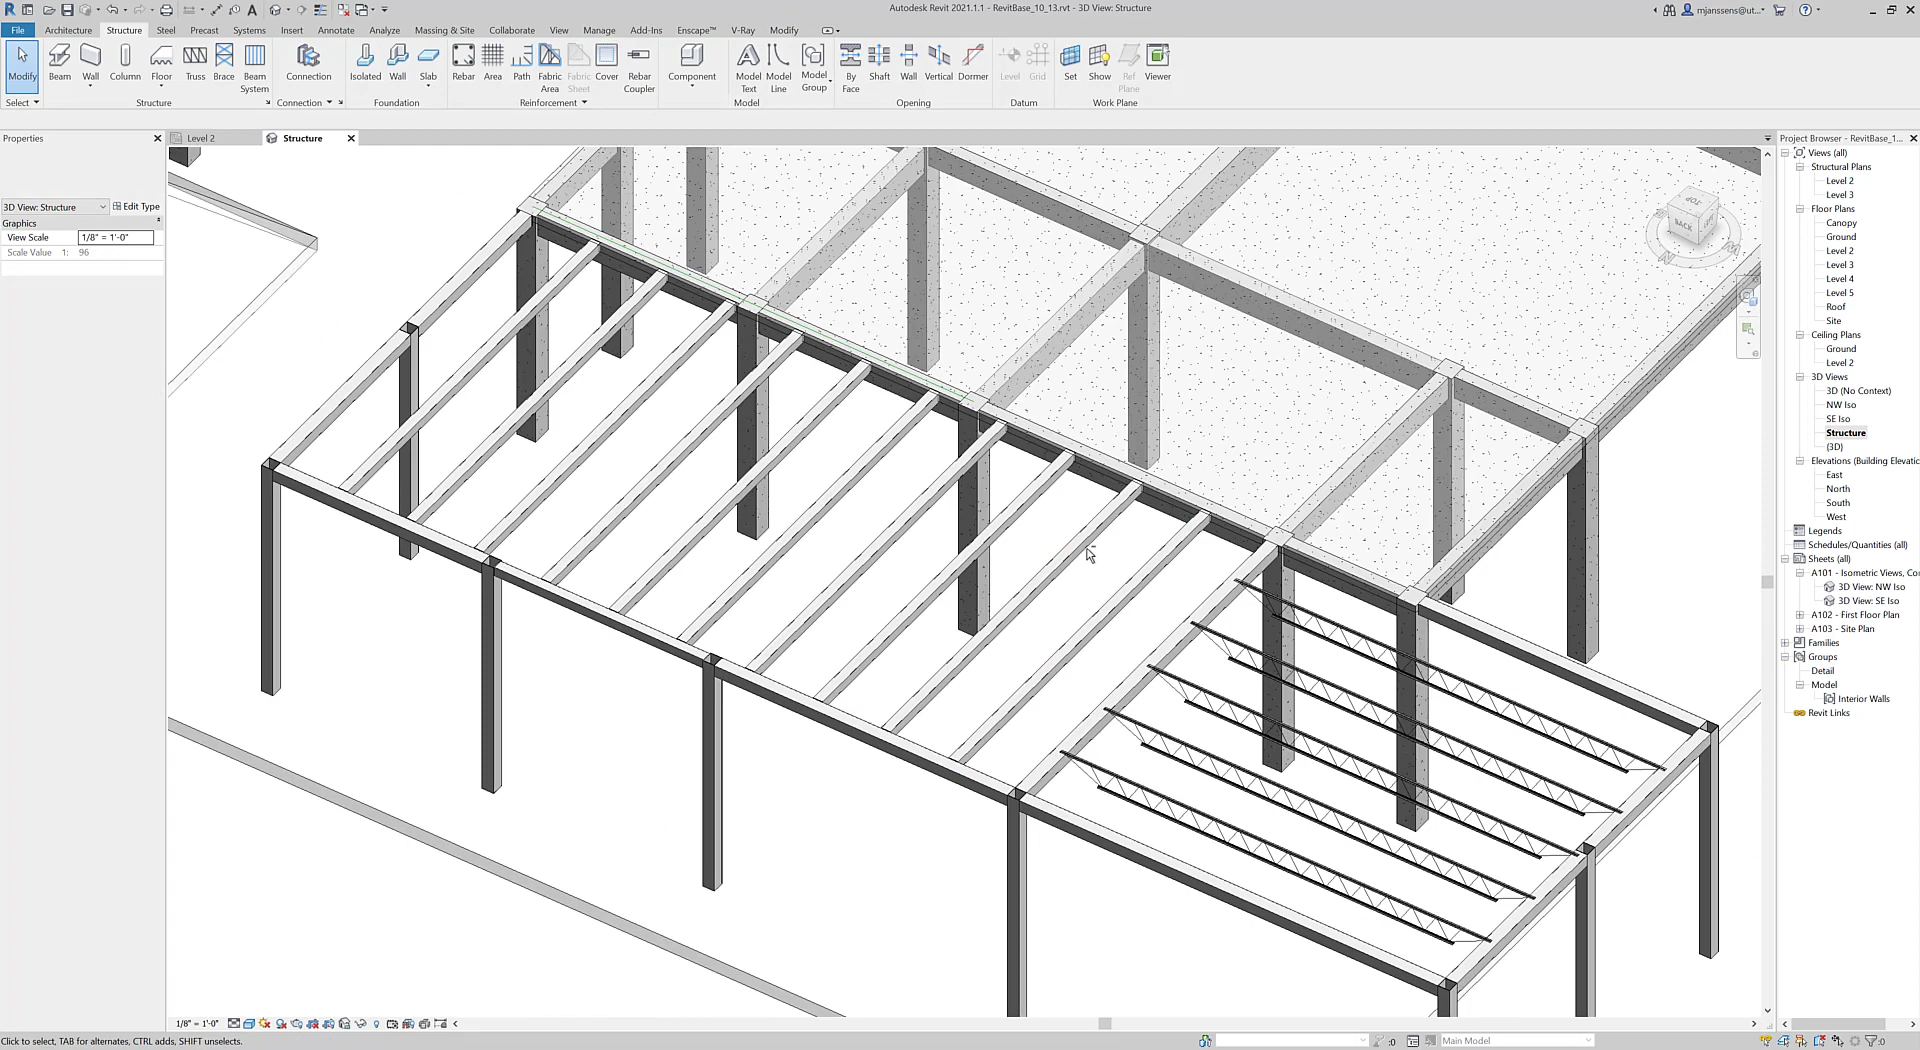 Autodesk Revit 2021.1.1 - RevitBase_10_13.rvt - 3D View: Structure
mjanssens@ut...
File Architecture Structure Steel Precast Systems Insert Annotate Analyze Massing & Site Collaborate View Manage Add-Ins Enscape™ V-Ray Modify
Modify Beam Wall Column Floor Truss Brace Beam System Connection Isolated Wall Slab Rebar Area Path Fabric Area Fabric Sheet Cover Rebar Coupler Component Model Text Model Line Model Group By Face Shaft Wall Vertical Dormer Level Grid Set Show Ref Plane Viewer
Select Structure Connection Foundation Reinforcement Model Opening Datum Work Plane
Properties
Level 2
Structure
Project Browser - RevitBase_1...
3D View: Structure
Edit Type
Graphics
View Scale 1/8" = 1'-0"
Scale Value 1: 96
TOP
BACK
Views (all)
Structural Plans
Level 2
Level 3
Floor Plans
Canopy
Ground
Level 2
Level 3
Level 4
Level 5
Roof
Site
Ceiling Plans
Ground
Level 2
3D Views
3D (No Context)
NW Iso
SE Iso
Structure
(3D)
Elevations (Building Elevatic
East
North
South
West
Legends
Schedules/Quantities (all)
Sheets (all)
A101 - Isometric Views, Co
3D View: NW Iso
3D View: SE Iso
A102 - First Floor Plan
A103 - Site Plan
Families
Groups
Detail
Model
Interior Walls
Revit Links
1/8" = 1'-0"
Click to select, TAB for alternates, CTRL adds, SHIFT unselects.
:0
Main Model
:0